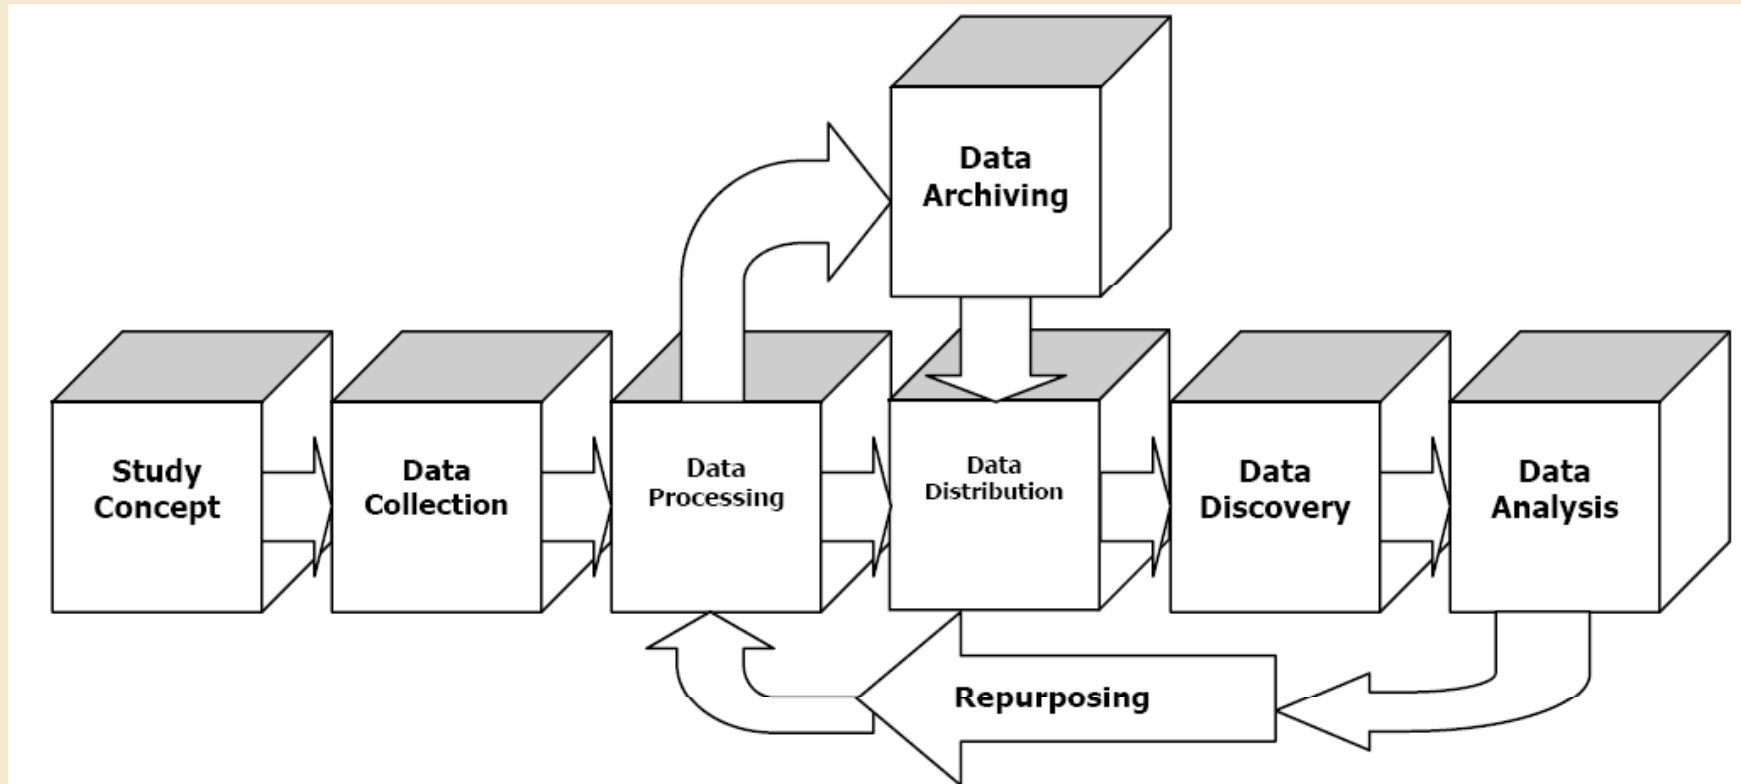 Data
Archiving
Study
Concept
Data
Collection
Data
Processing
Data
Distribution
Data
Discovery
Data
Analysis
Repurposing